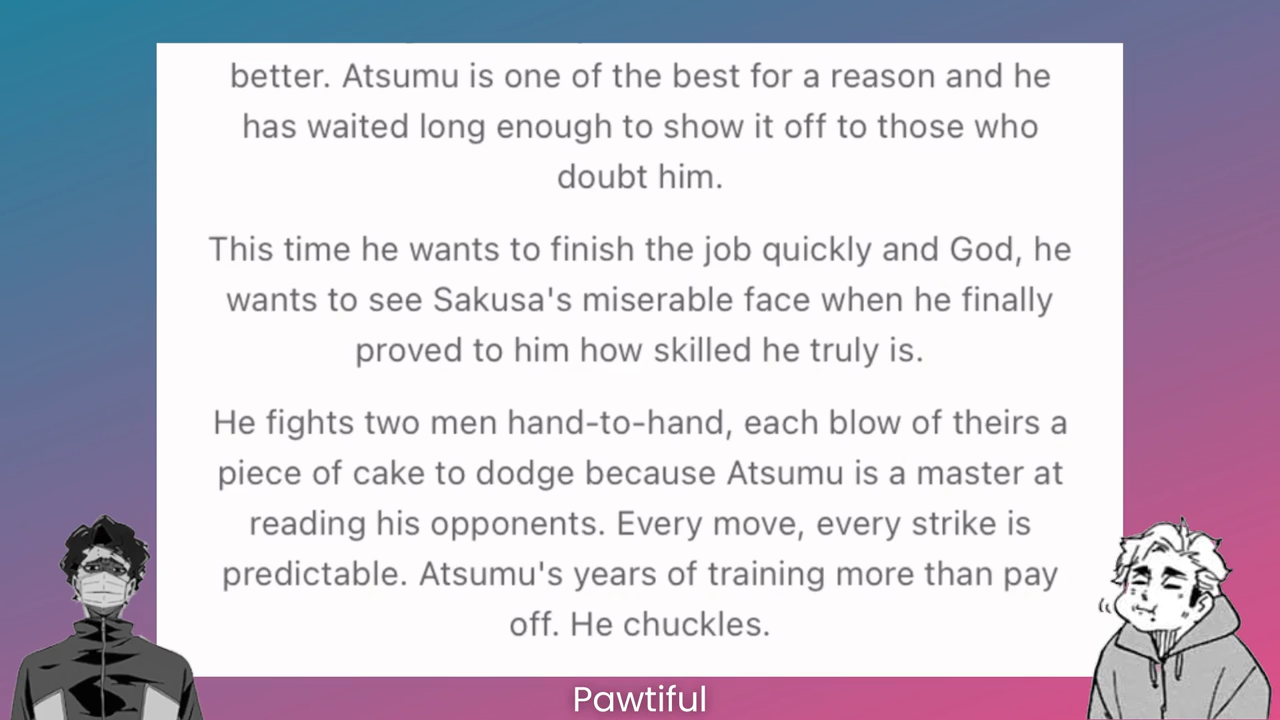 better. Atsumu is one of the best for a reason and he
has waited long enough to show it off to those who
doubt him.
This time he wants to finish the job quickly and God, he
wants to see Sakusa's miserable face when he finally
proved to him how skilled he truly is.
He fights two men hand-to-hand, each blow of theirs a
piece of cake to dodge because Atsumu is a master at
reading his opponents. Every move, every strike is
predictable. Atsumu's years of training more than pay
off. He chuckles.
Pawtiful